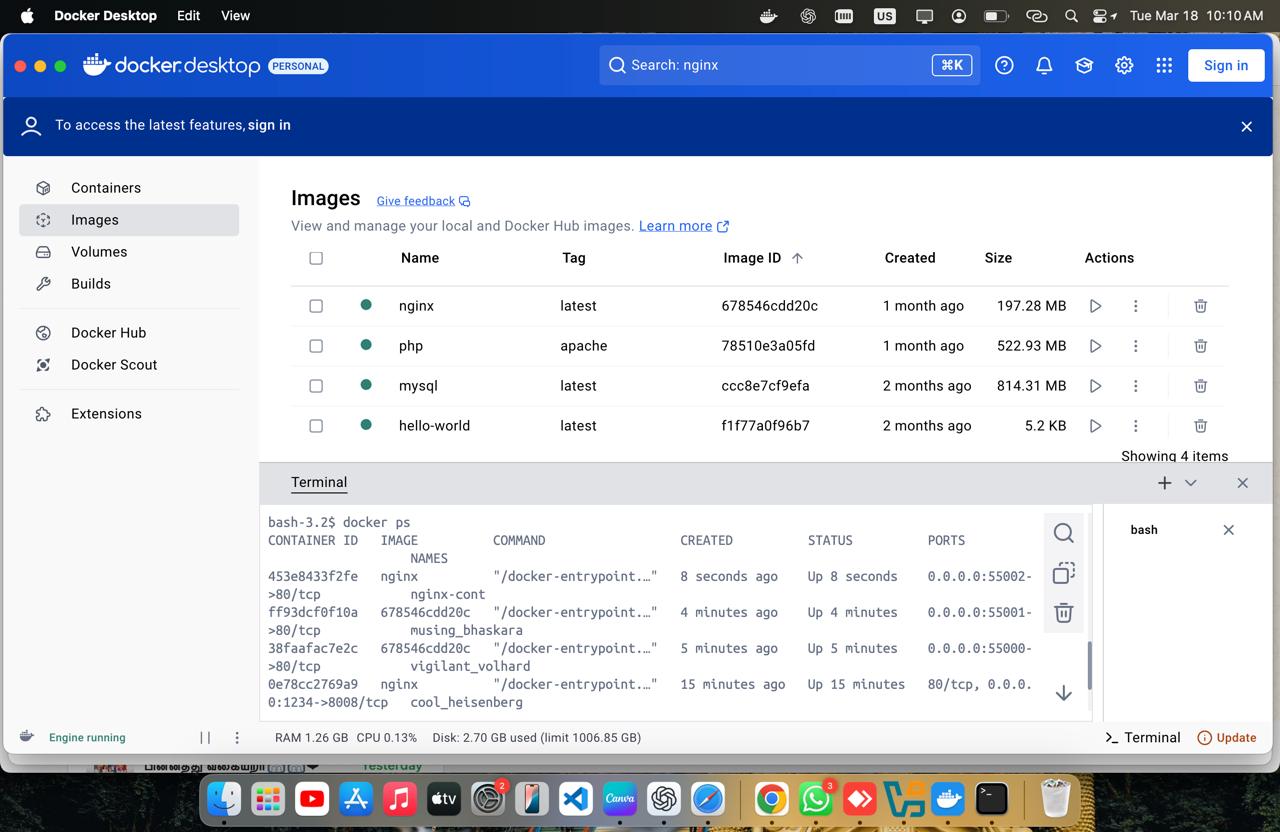 Docker Desktop Edit View US Tue Mar 18 10:10 AM
docker.desktop PERSONAL Search: nginx ⌘K Sign in
To access the latest features, sign in
Containers
Images
Volumes
Builds
Docker Hub
Docker Scout
Extensions
Images Give feedback
View and manage your local and Docker Hub images. Learn more
Name Tag Image ID Created Size Actions
nginx latest 678546cdd20c 1 month ago 197.28 MB
php apache 78510e3a05fd 1 month ago 522.93 MB
mysql latest ccc8e7cf9efa 2 months ago 814.31 MB
hello-world latest f1f77a0f96b7 2 months ago 5.2 KB
Showing 4 items
Terminal
bash-3.2$ docker ps
CONTAINER ID IMAGE COMMAND CREATED STATUS PORTS
NAMES
453e8433f2fe nginx "/docker-entrypoint.…" 8 seconds ago Up 8 seconds 0.0.0.0:55002-
>80/tcp nginx-cont
ff93dcf0f10a 678546cdd20c "/docker-entrypoint.…" 4 minutes ago Up 4 minutes 0.0.0.0:55001-
>80/tcp musing_bhaskara
38faafac7e2c 678546cdd20c "/docker-entrypoint.…" 5 minutes ago Up 5 minutes 0.0.0.0:55000-
>80/tcp vigilant_volhard
0e78cc2769a9 nginx "/docker-entrypoint.…" 15 minutes ago Up 15 minutes 80/tcp, 0.0.0.
0:1234->8008/tcp cool_heisenberg
bash
Engine running RAM 1.26 GB CPU 0.13% Disk: 2.70 GB used (limit 1006.85 GB) Terminal Update
Yesterday
2 3
tv Canva